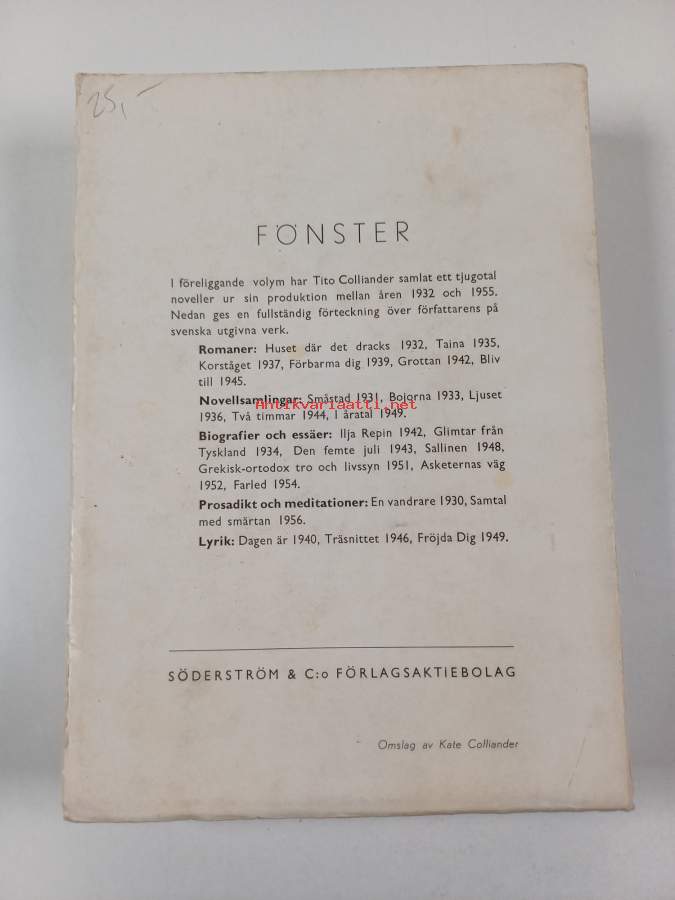 25,–
FÖNSTER
I föreliggande volym har Tito Colliander samlat ett tjugotal
noveller ur sin produktion mellan åren 1932 och 1955.
Nedan ges en fullständig förteckning över författarens på
svenska utgivna verk.
Romaner: Huset där det dracks 1932, Taina 1935,
Korståget 1937, Förbarma dig 1939, Grottan 1942, Bliv
till 1945.
Novellsamlingar: Småstad 1931, Bojorna 1933, Ljuset
Antikvariaatti.net
1936, Två timmar 1944, I åratal 1949.
Biografier och essäer: Ilja Repin 1942, Glimtar från
Tyskland 1934, Den femte juli 1943, Sallinen 1948,
Grekisk-ortodox tro och livssyn 1951, Asketernas väg
1952, Farled 1954.
Prosadikt och meditationer: En vandrare 1930, Samtal
med smärtan 1956.
Lyrik: Dagen är 1940, Träsnittet 1946, Fröjda Dig 1949.
SÖDERSTRÖM & C:o FÖRLAGSAKTIEBOLAG
Omslag av Kate Colliander